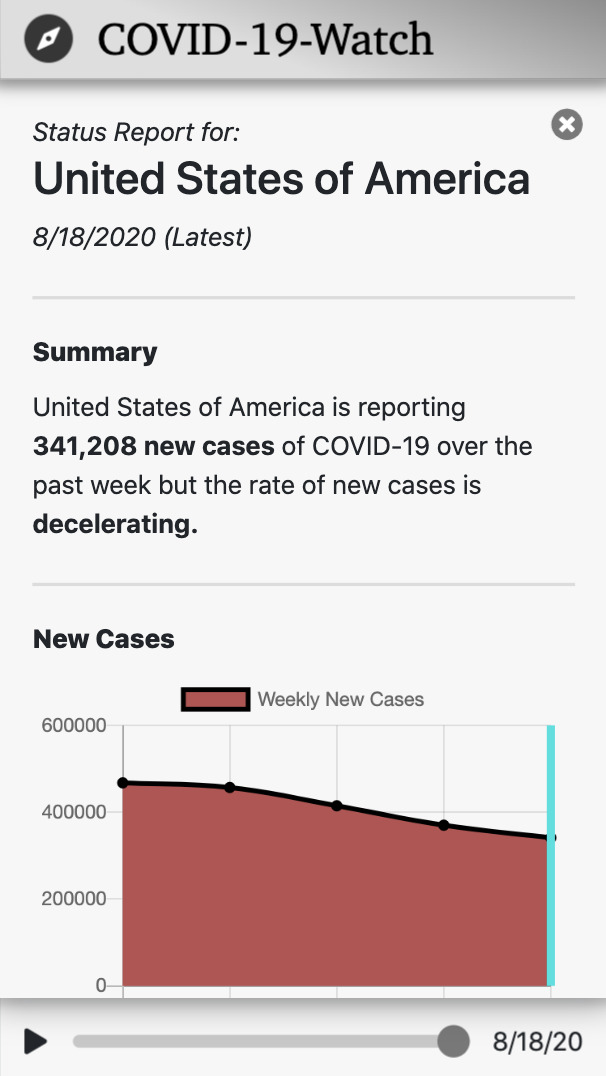 COVID-19-Watch
Status Report for:
United States of America
8/18/2020 (Latest)
Summary
United States of America is reporting
341,208 new cases of COVID-19 over the
past week but the rate of new cases is
decelerating.
New Cases
Weekly New Cases
600000
400000
200000
0
8/18/20